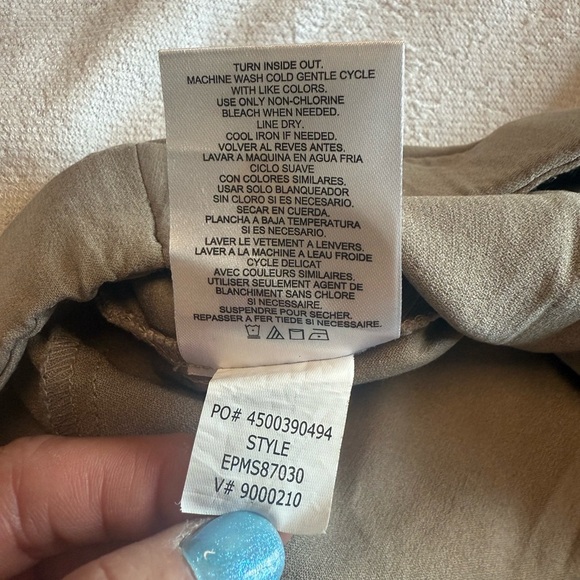 TURN INSIDE OUT.
MACHINE WASH COLD GENTLE CYCLE
WITH LIKE COLORS.
USE ONLY NON-CHLORINE
BLEACH WHEN NEEDED.
LINE DRY.
COOL IRON IF NEEDED.
VOLVER AL REVES ANTES.
LAVAR A MAQUINA EN AGUA FRIA
CICLO SUAVE
CON COLORES SIMILARES.
USAR SOLO BLANQUEADOR
SIN CLORO SI ES NECESARIO.
SECAR EN CUERDA.
PLANCHA A BAJA TEMPERATURA
SI ES NECESARIO.
LAVER LE VETEMENT A LENVERS.
LAVER A LA MACHINE A LEAU FROIDE
CYCLE DELICAT
AVEC COULEURS SIMILAIRES.
UTILISER SEULEMENT AGENT DE
BLANCHIMENT SANS CHLORE
SI NECESSAIRE.
SUSPENDRE POUR SECHER.
REPASSER A FER TIEDE SI NECESSAIRE.
PO# 4500390494
STYLE
EPMS87030
V# 9000210